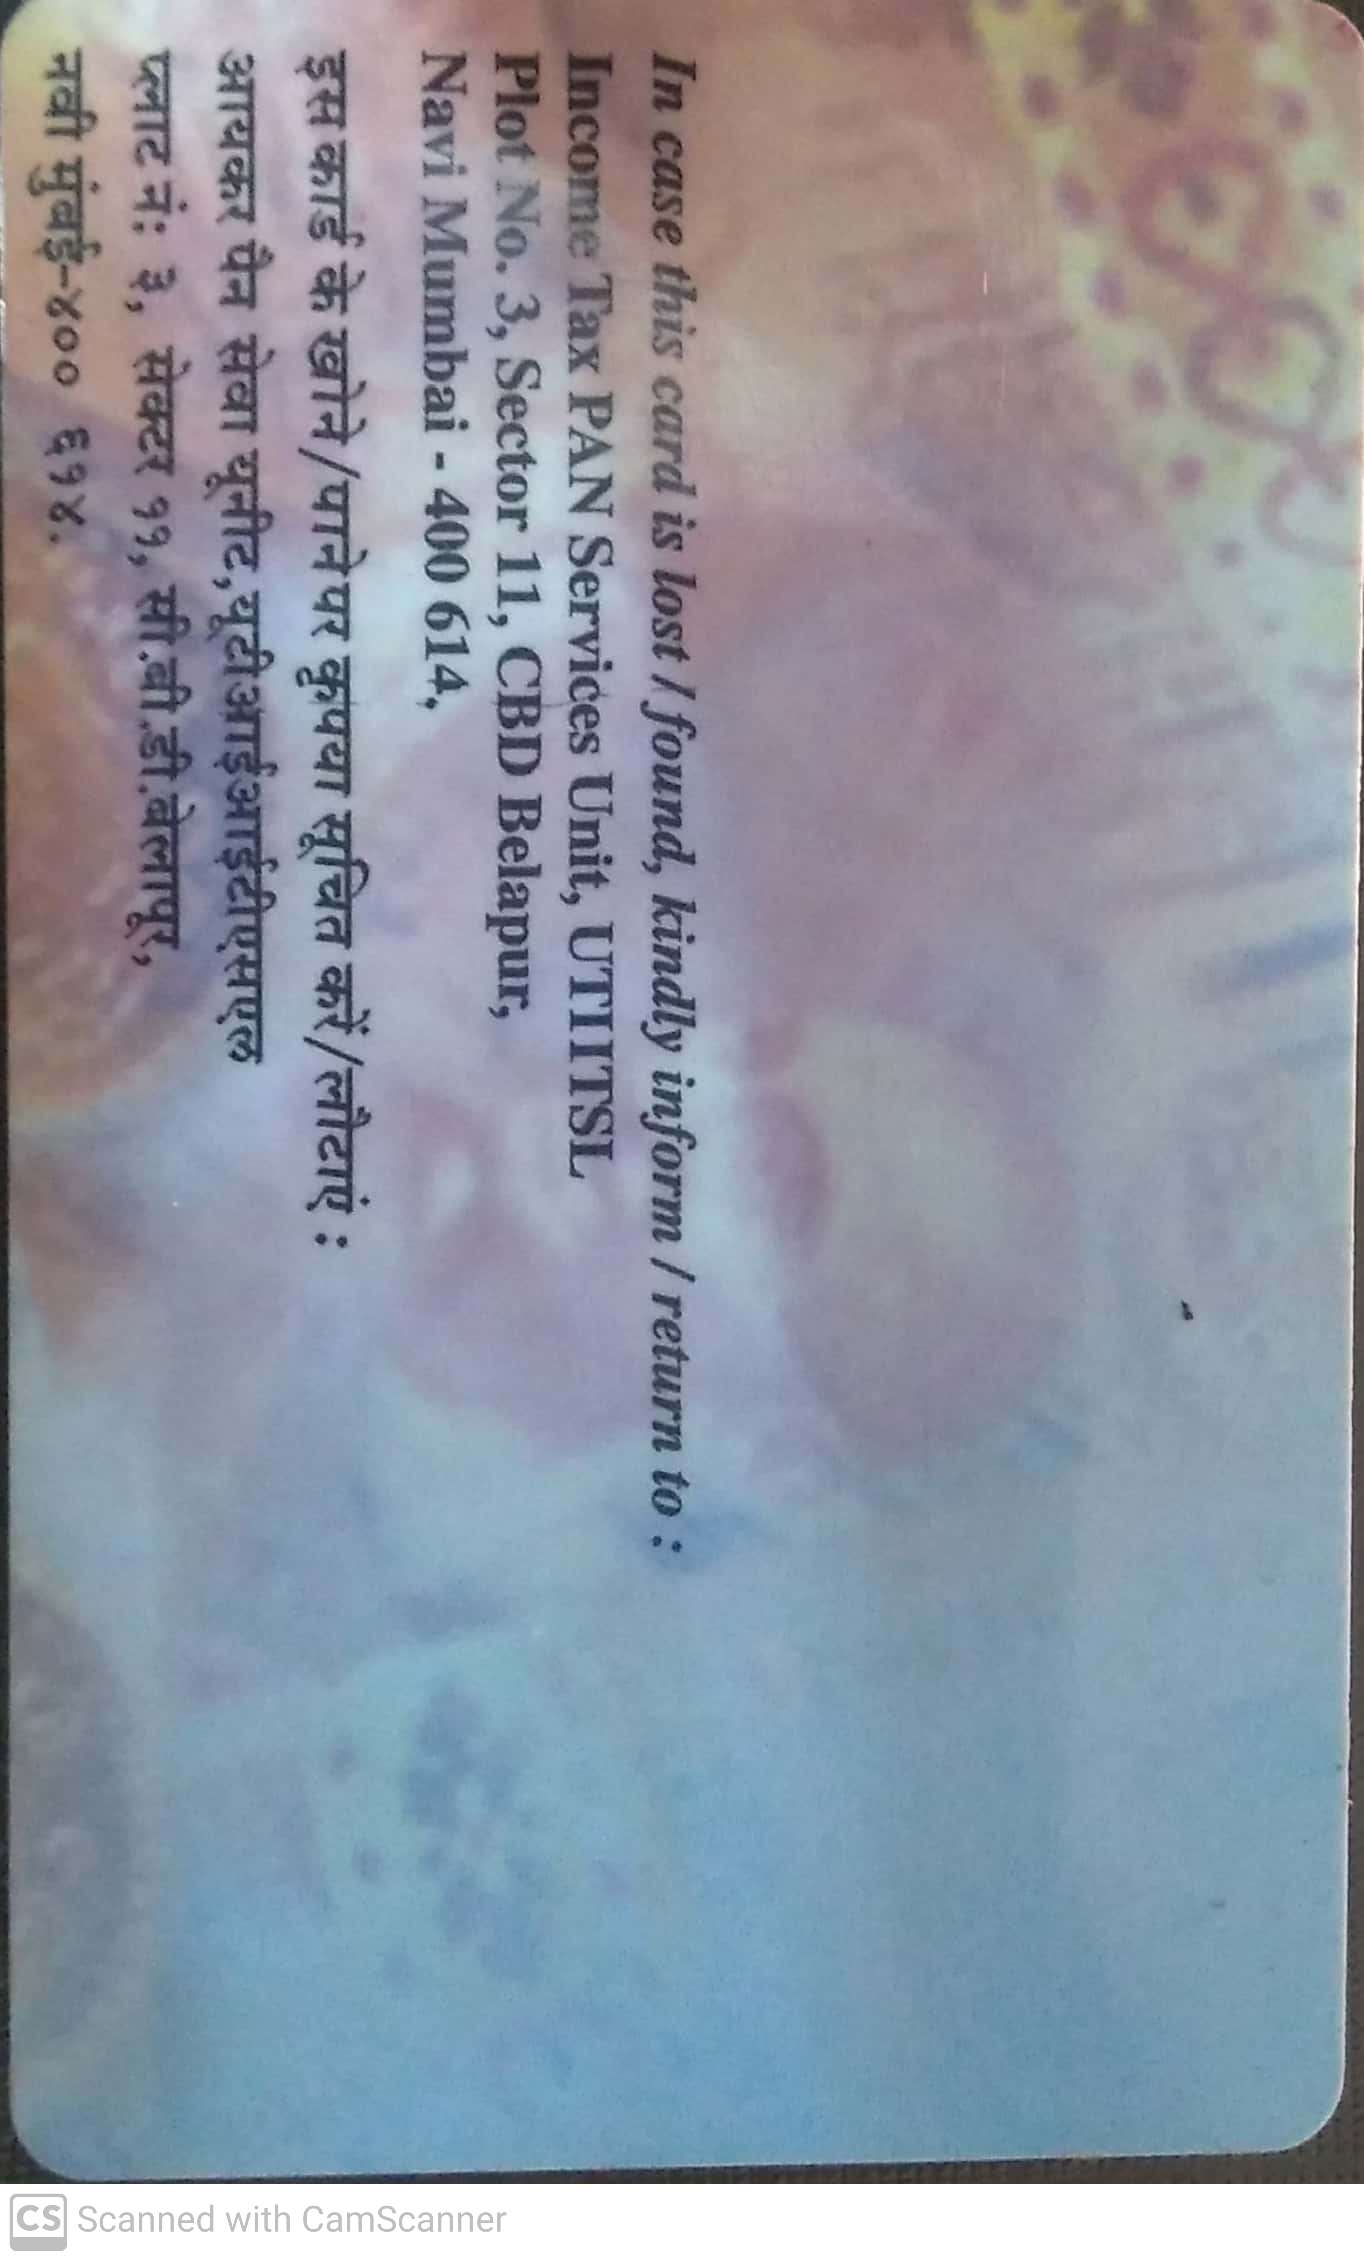 In case this card is lost / found, kindly inform / return to :
Income Tax PAN Services Unit, UTIITSL
Plot No. 3, Sector 11, CBD Belapur,
Navi Mumbai - 400 614.
इस कार्ड के खोने/पाने पर कृपया सूचित करें/लौटाएं :
आयकर पैन सेवा यूनीट,यूटीआईआईटीएसएल
प्लाट नं: ३, सेक्टर ११, सी.बी.डी.बेलापूर,
नवी मुंबई-४०० ६१४.
CS Scanned with CamScanner